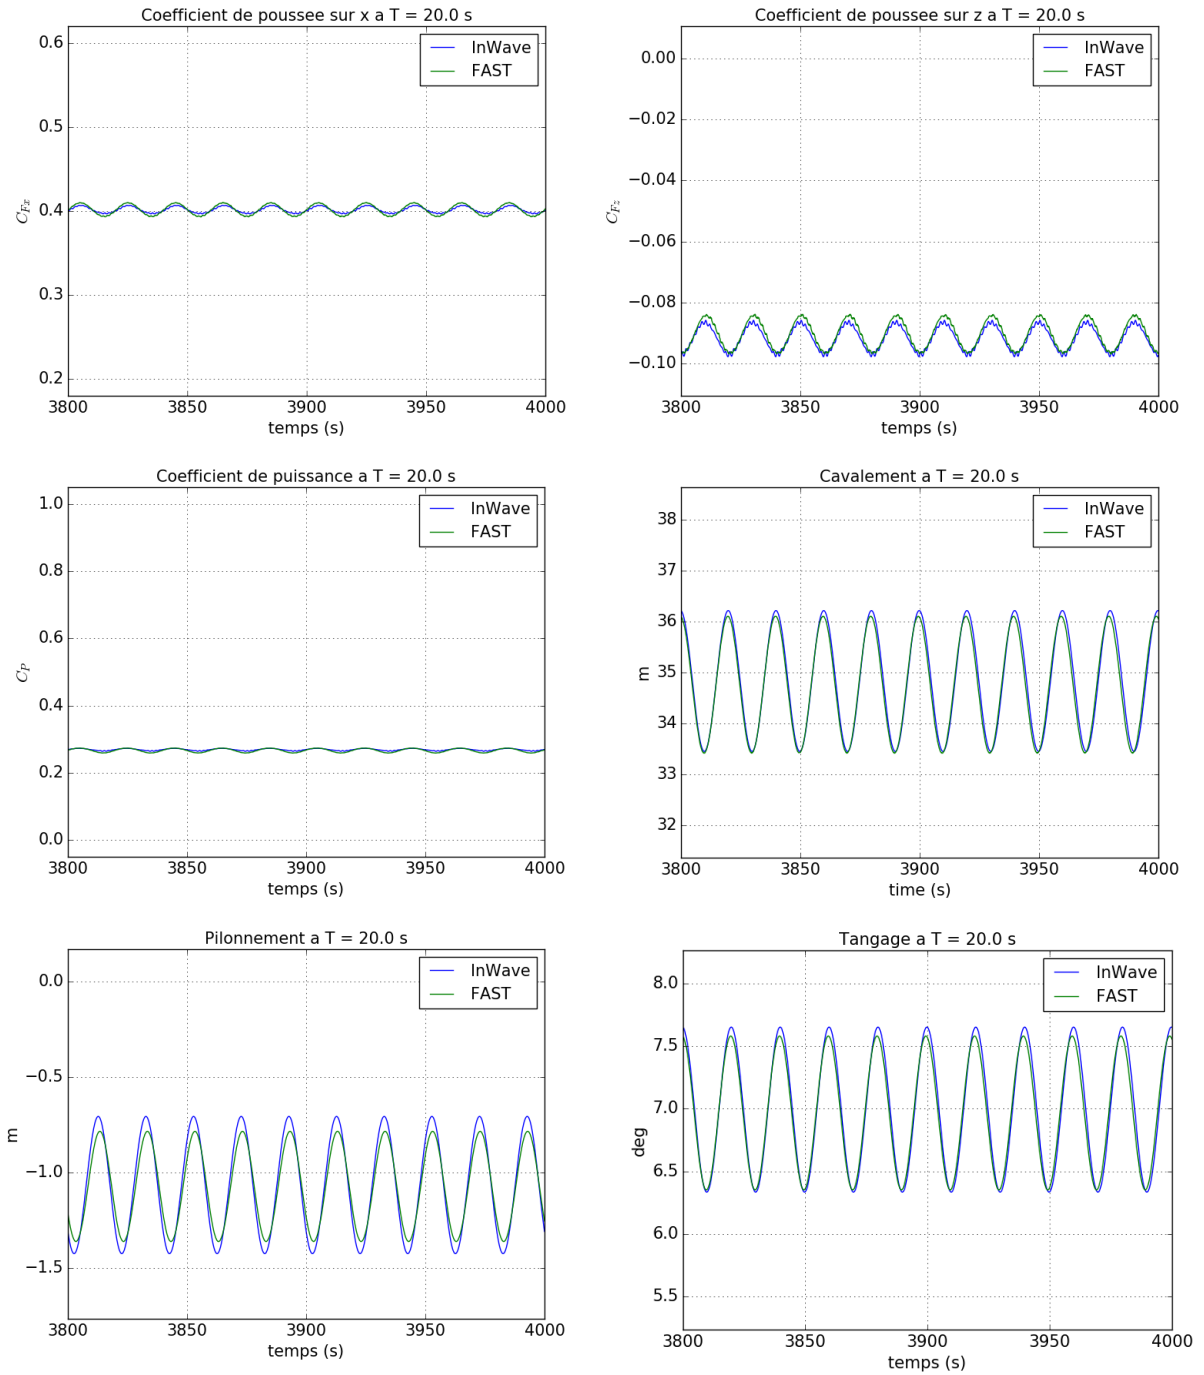 Coefficient de poussee sur x a T = 20.0 s
0.6
0.5
0.4
0.3
0.2
C_{Fx}
InWave
FAST
3800 3850 3900 3950 4000
temps (s)
Coefficient de poussee sur z a T = 20.0 s
0.00
−0.02
−0.04
−0.06
−0.08
−0.10
C_{Fz}
InWave
FAST
3800 3850 3900 3950 4000
temps (s)
Coefficient de puissance a T = 20.0 s
1.0
0.8
0.6
0.4
0.2
0.0
C_P
InWave
FAST
3800 3850 3900 3950 4000
temps (s)
Cavalement a T = 20.0 s
38
37
36
35
34
33
32
m
InWave
FAST
3800 3850 3900 3950 4000
time (s)
Pilonnement a T = 20.0 s
0.0
−0.5
−1.0
−1.5
m
InWave
FAST
3800 3850 3900 3950 4000
temps (s)
Tangage a T = 20.0 s
8.0
7.5
7.0
6.5
6.0
5.5
deg
InWave
FAST
3800 3850 3900 3950 4000
temps (s)